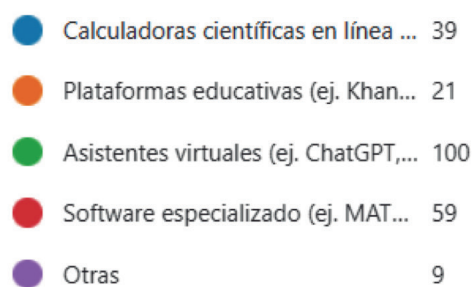 Calculadoras científicas en línea ... 39
Plataformas educativas (ej. Khan... 21
Asistentes virtuales (ej. ChatGPT,... 100
Software especializado (ej. MAT... 59
Otras 9